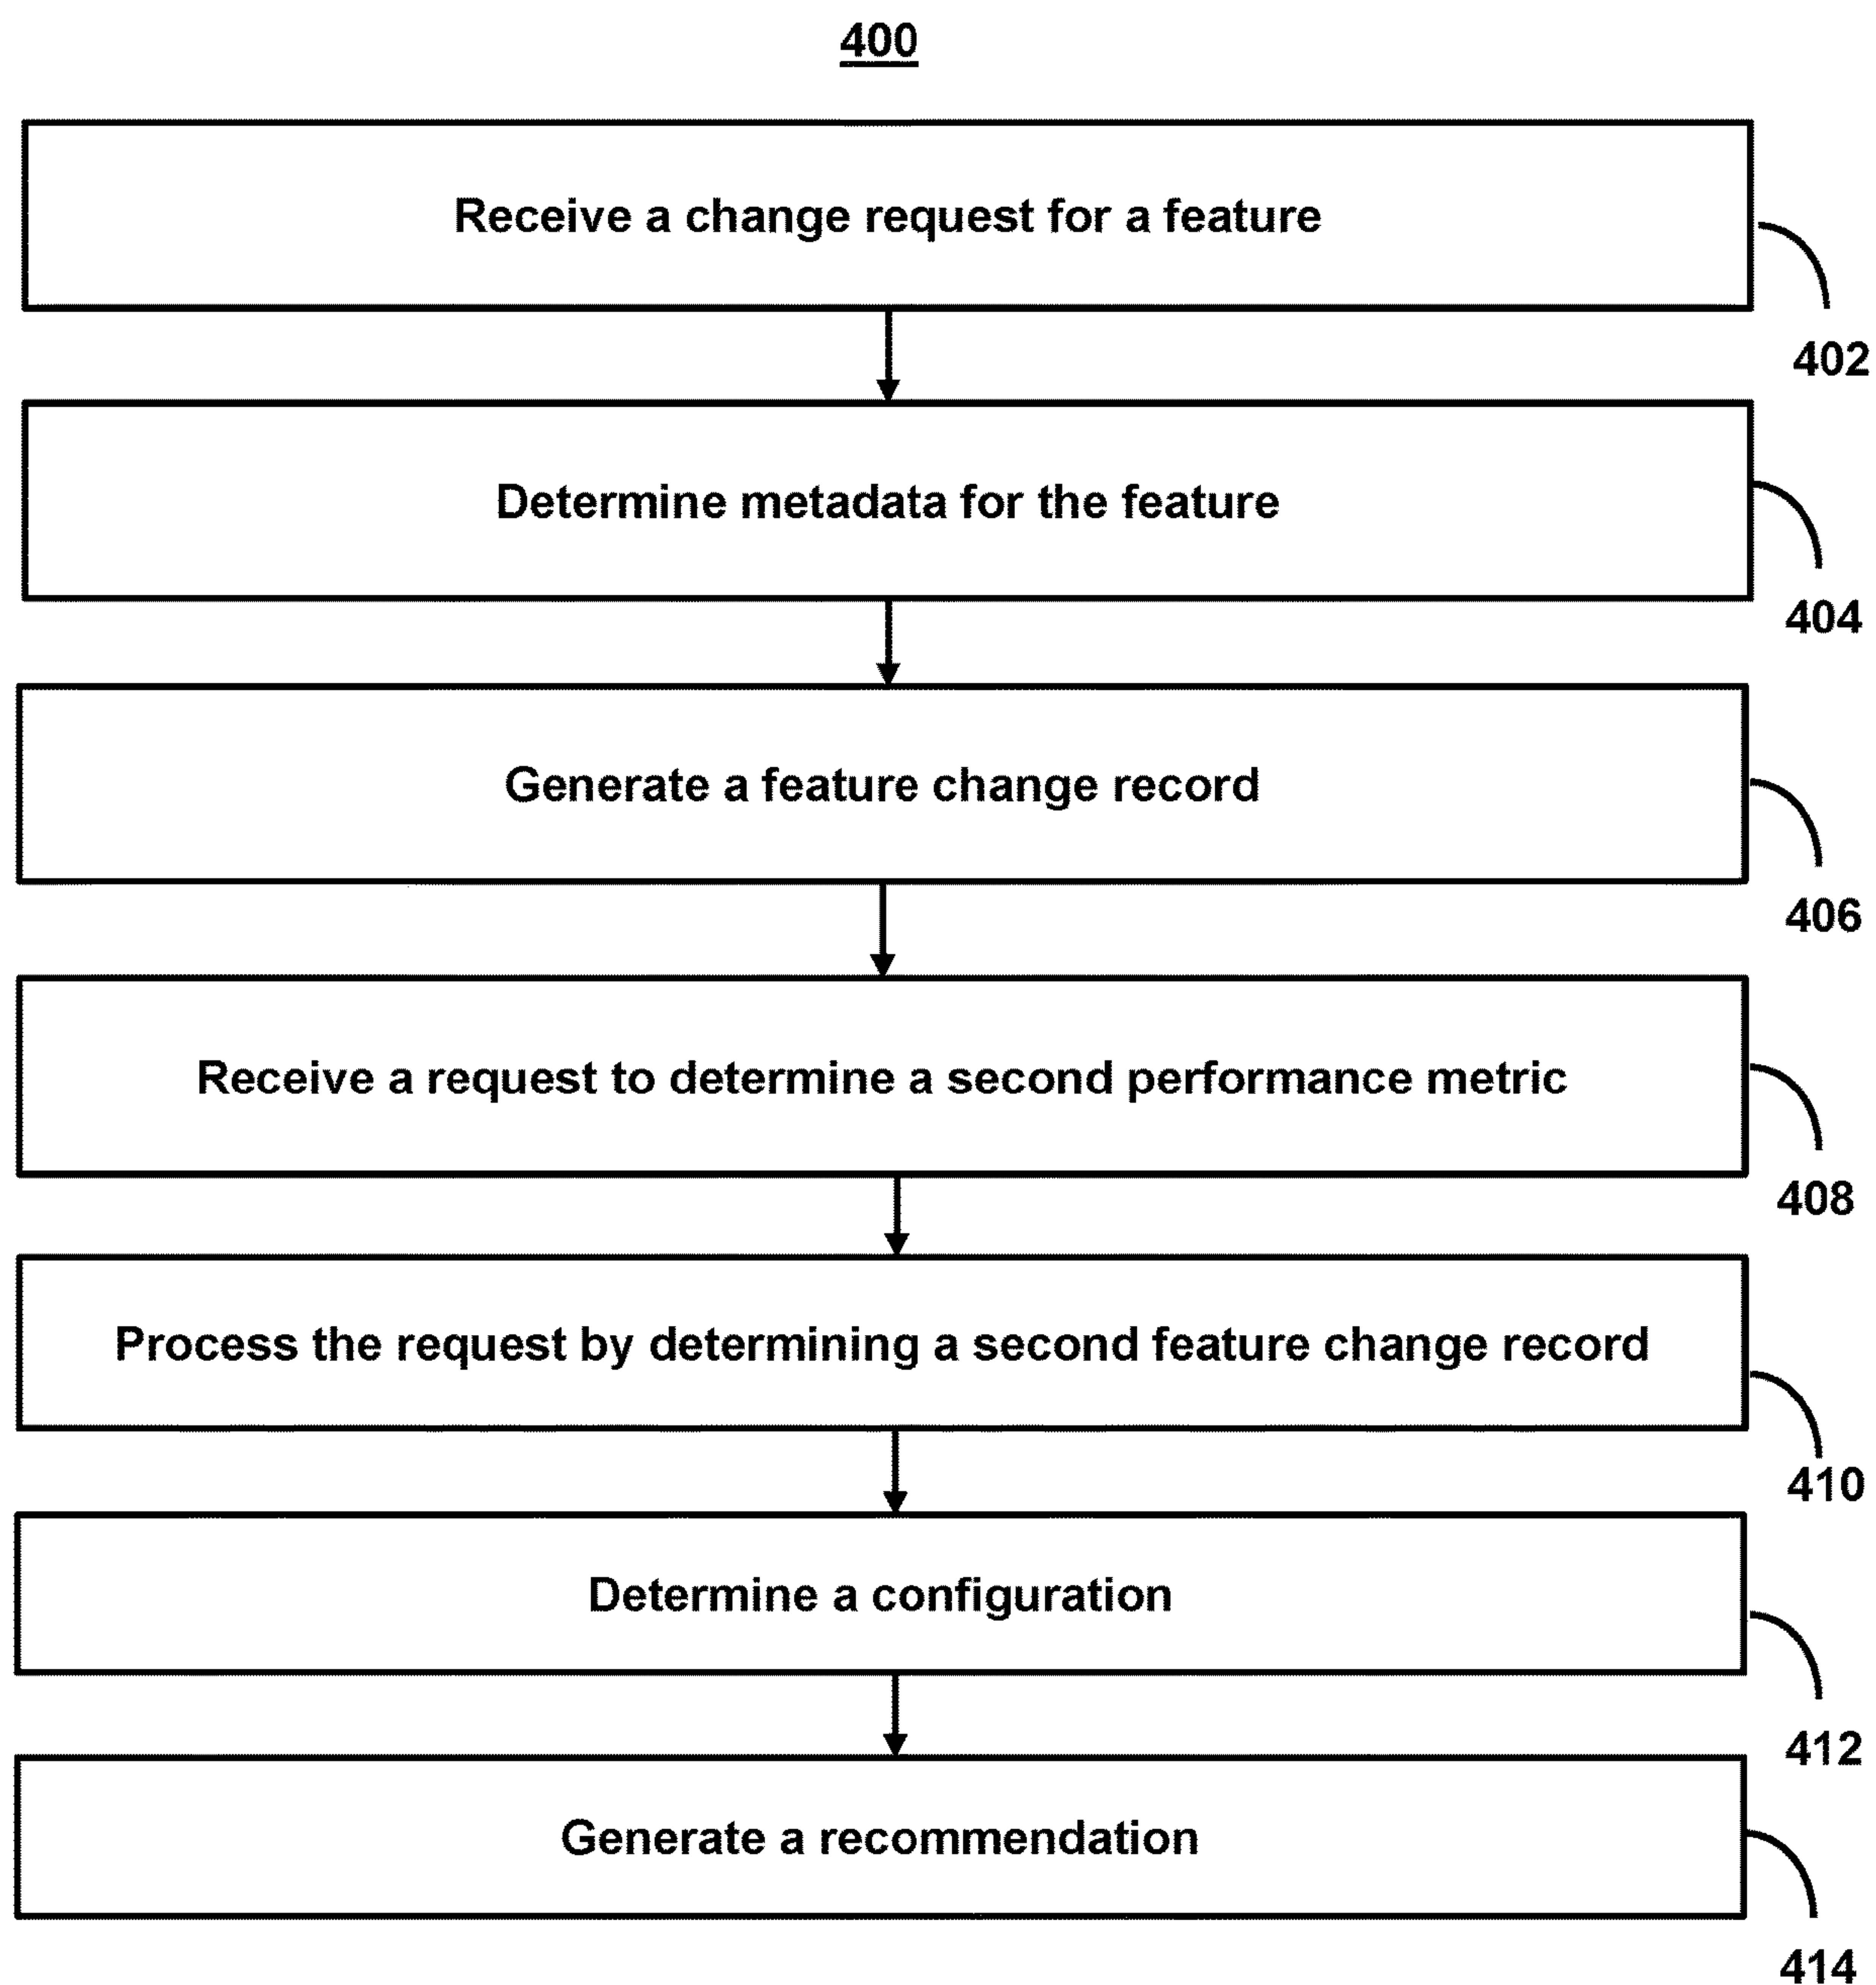 400
Receive a change request for a feature
402
Determine metadata for the feature
404
Generate a feature change record
406
Receive a request to determine a second performance metric
408
Process the request by determining a second feature change record
410
Determine a configuration
412
Generate a recommendation
414